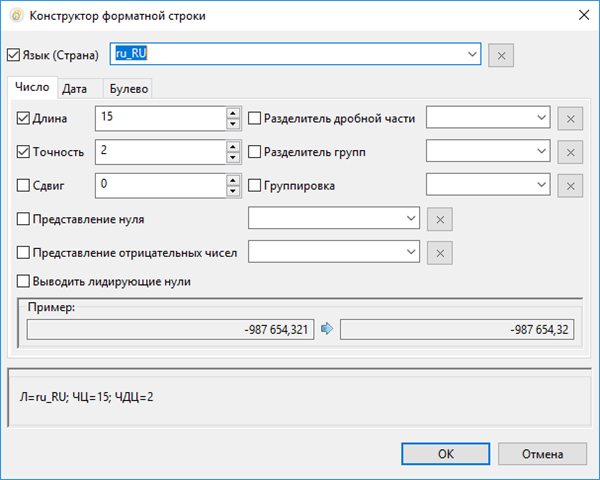 Конструктор форматной строки
Язык (Страна) ru_RU
Число Дата Булево
Длина 15 Разделитель дробной части
Точность 2 Разделитель групп
Сдвиг 0 Группировка
Представление нуля
Представление отрицательных чисел
Выводить лидирующие нули
Пример:
-987 654,321 -987 654,32
Л=ru_RU; ЧЦ=15; ЧДЦ=2
OK Отмена